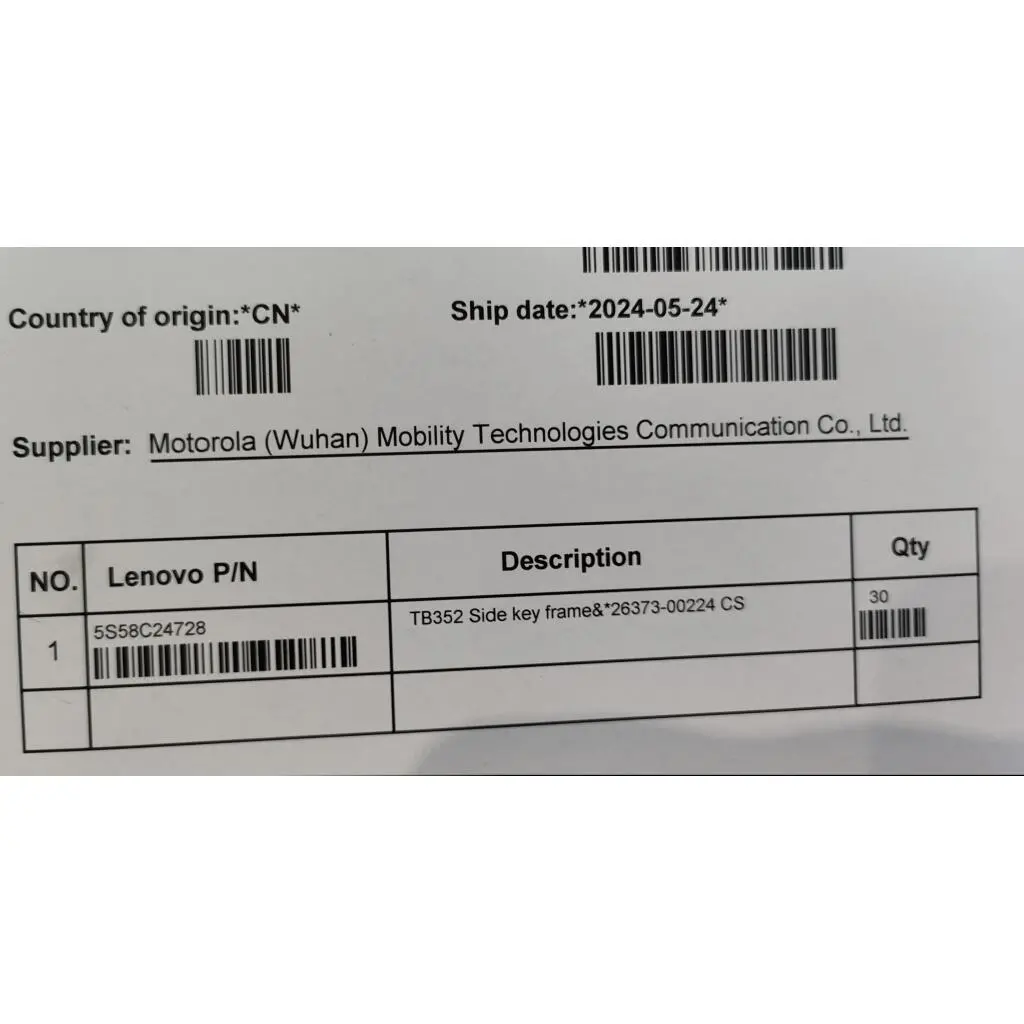 Country of origin:*CN* Ship date:*2024-05-24*
Supplier: Motorola (Wuhan) Mobility Technologies Communication Co., Ltd.
NO. Lenovo P/N Description Qty
1 5S58C24728 TB352 Side key frame&*26373-00224 CS 30